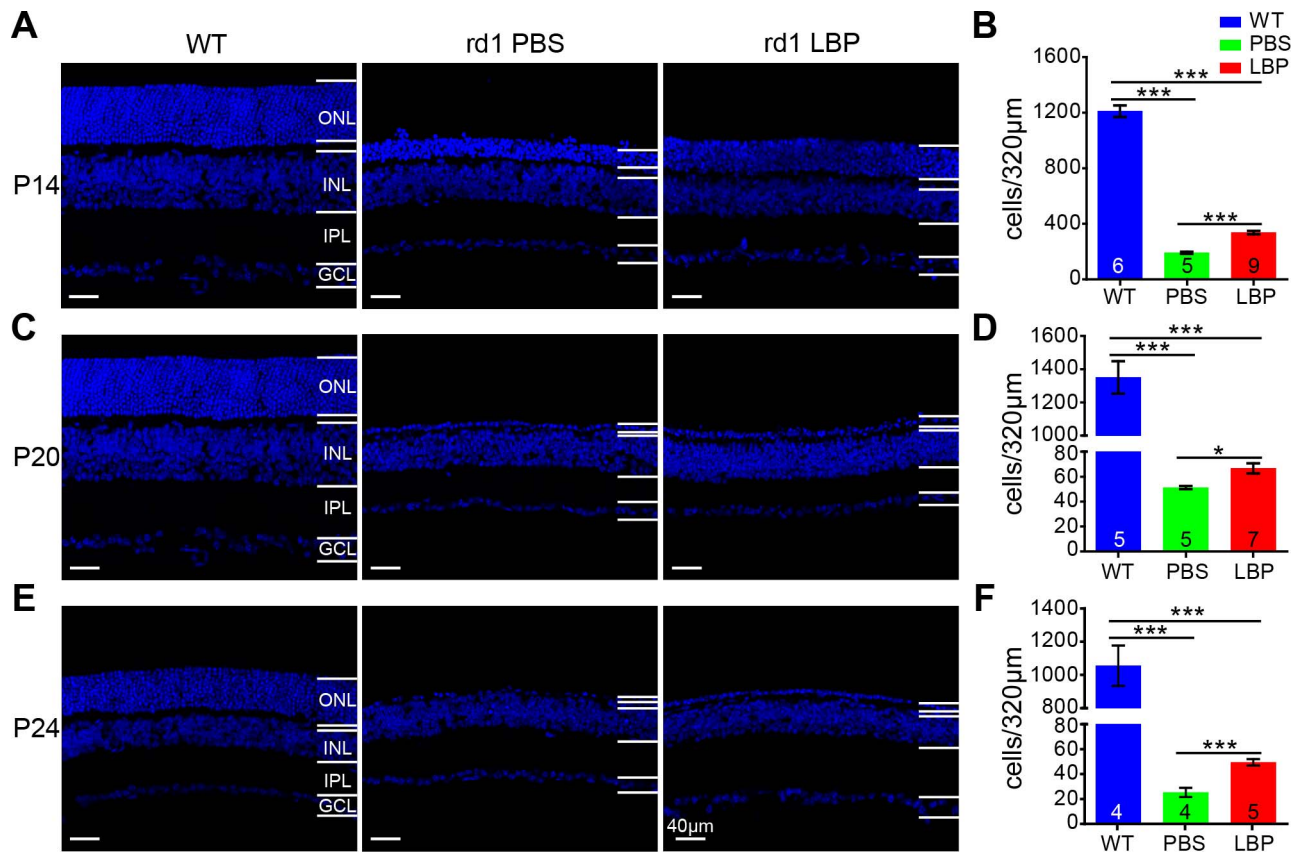 A
WT
rd1 PBS
rd1 LBP
P14
ONL
INL
IPL
GCL
B
WT
PBS
LBP
cells/320µm
1600
1200
800
400
0
***
***
***
6
5
9
WT
PBS
LBP
C
P20
ONL
INL
IPL
GCL
D
cells/320µm
1600
1400
1200
1000
80
60
40
20
0
***
***
*
5
5
7
WT
PBS
LBP
E
P24
ONL
INL
IPL
GCL
40µm
F
cells/320µm
1400
1200
1000
800
80
60
40
20
0
***
***
***
4
4
5
WT
PBS
LBP